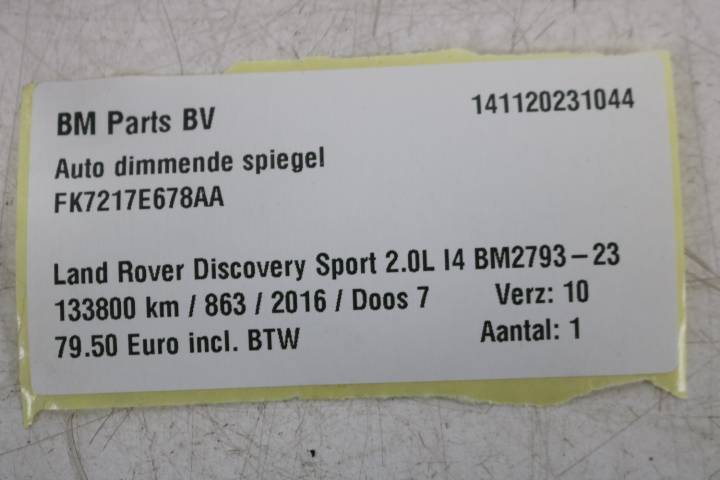 BM Parts BV 141120231044
Auto dimmende spiegel
FK7217E678AA
Land Rover Discovery Sport 2.0L I4 BM2793-23
133800 km / 863 / 2016 / Doos 7 Verz: 10
79.50 Euro incl. BTW Aantal: 1